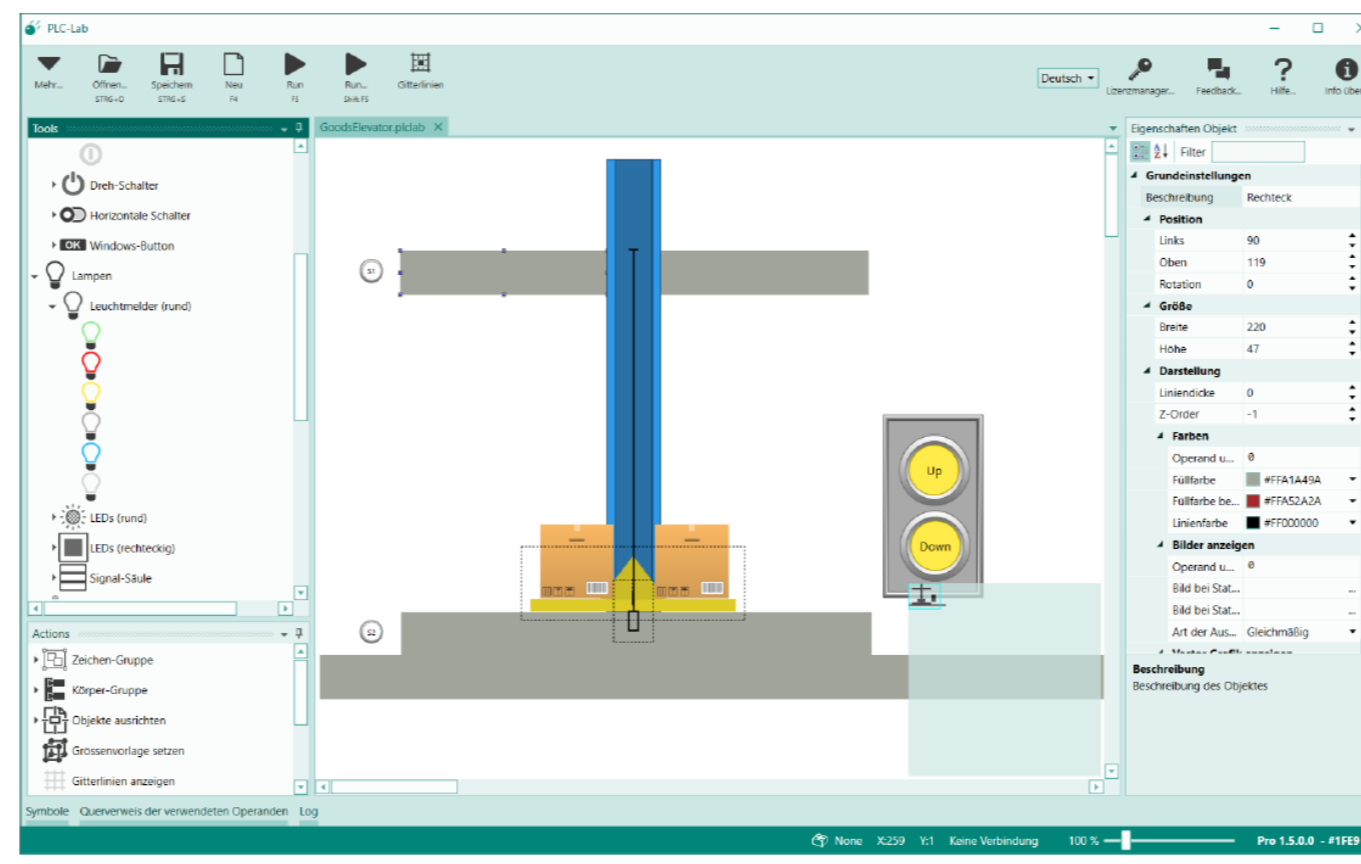 PLC-Lab
Mehr... Öffnen... Speichern Neu Run Run... Gitterlinien
STRG+O STRG+S F4 F5 Shift F5
Deutsch
Lizenzmanager... Feedback... Hilfe... Info über
Tools
GoodsElevator.plclab
Eigenschaften Objekt
Filter
Dreh-Schalter
Horizontale Schalter
OK Windows-Button
Lampen
Leuchtmelder (rund)
LEDs (rund)
LEDs (rechteckig)
Signal-Säule
Actions
Zeichen-Gruppe
Körper-Gruppe
Objekte ausrichten
Grossenvorlage setzen
Gitterlinien anzeigen
S1
S2
Up
Down
Grundeinstellungen
Beschreibung Rechteck
Position
Links 90
Oben 119
Rotation 0
Größe
Breite 220
Höhe 47
Darstellung
Liniendicke 0
Z-Order -1
Farben
Operand u... 0
Füllfarbe #FFA1A49A
Füllfarbe be... #FFA52A2A
Linienfarbe #FF000000
Bilder anzeigen
Operand u... 0
Bild bei Stat... ...
Bild bei Stat... ...
Art der Aus... Gleichmäßig
Beschreibung
Beschreibung des Objektes
Symbole Querverweis der verwendeten Operanden Log
None X:259 Y:1 Keine Verbindung 100 % Pro 1.5.0.0 - #1FE9